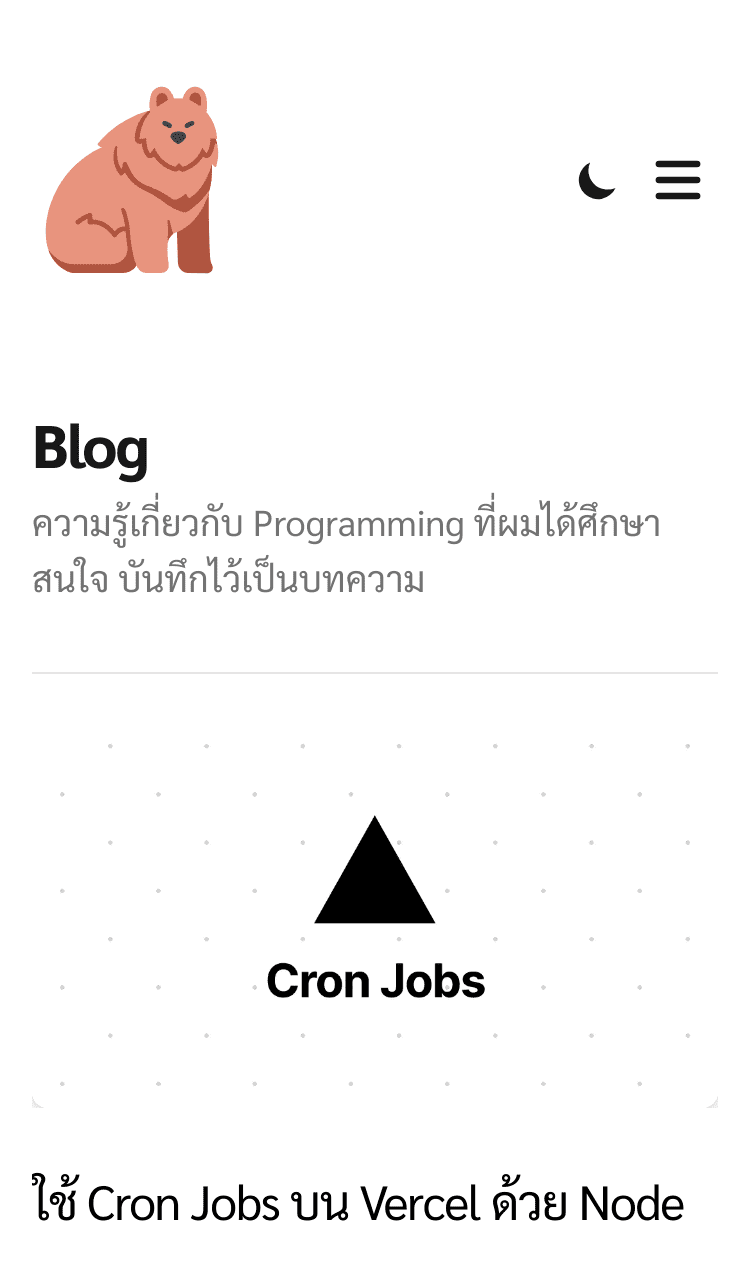 Blog
ความรู้เกี่ยวกับ Programming ที่ผมได้ศึกษา
สนใจ บันทึกไว้เป็นบทความ
Cron Jobs
ใช้ Cron Jobs บน Vercel ด้วย Node